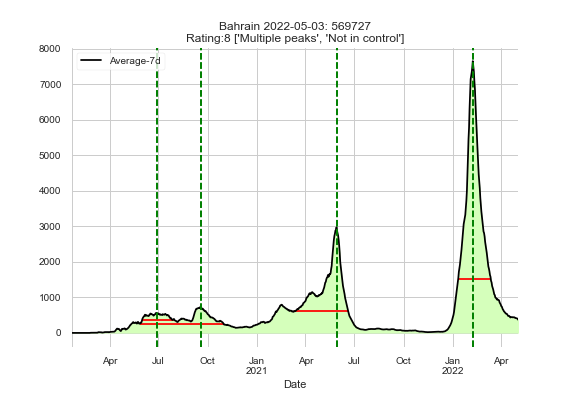 Bahrain 2022-05-03: 569727
Rating:8 ['Multiple peaks', 'Not in control']
Average-7d
8000
7000
6000
5000
4000
3000
2000
1000
0
Apr Jul Oct Jan Apr Jul Oct Jan Apr
2021 2022
Date